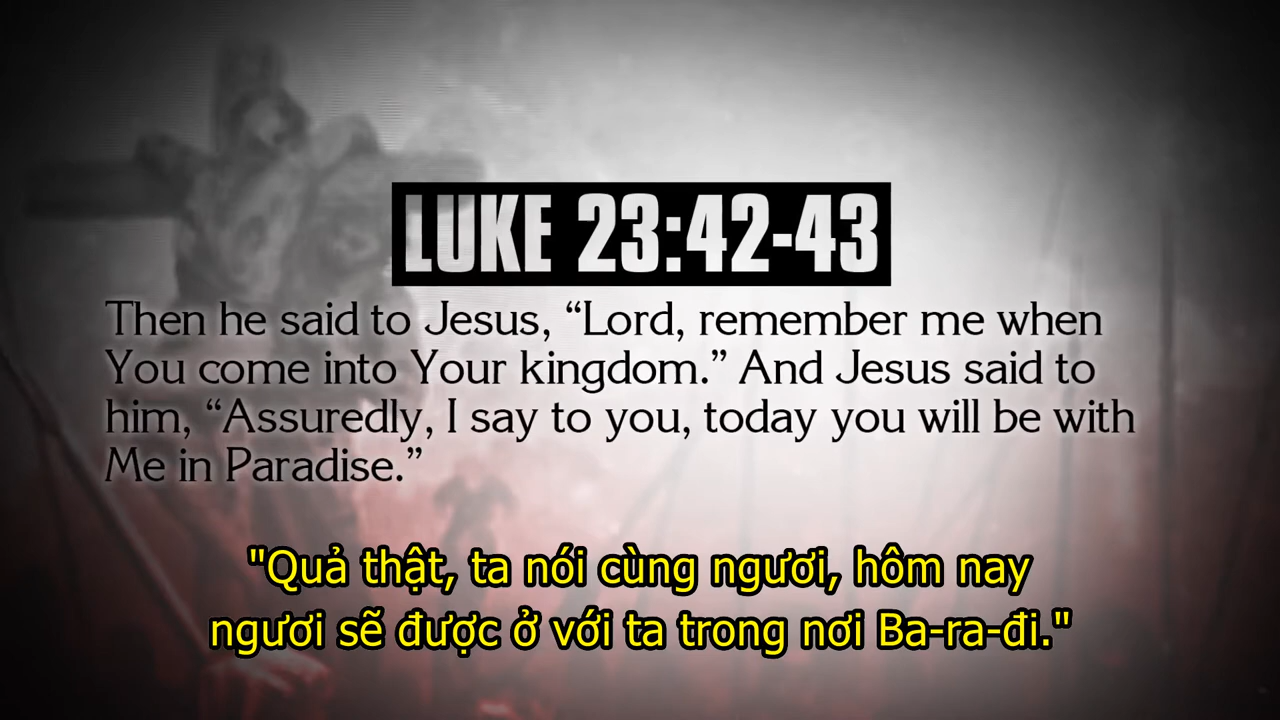 LUKE 23:42-43
Then he said to Jesus, “Lord, remember me when
You come into Your kingdom.” And Jesus said to
him, “Assuredly, I say to you, today you will be with
Me in Paradise.”
"Quả thật, ta nói cùng ngươi, hôm nay
ngươi sẽ được ở với ta trong nơi Ba-ra-đi."